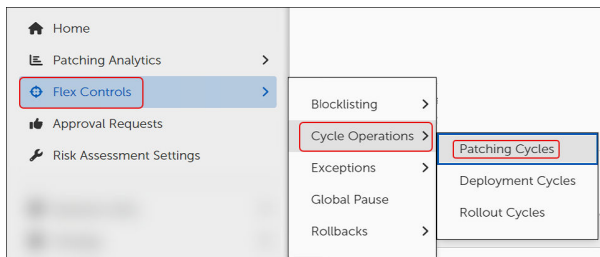 Home
Patching Analytics
Flex Controls
Approval Requests
Risk Assessment Settings
Blocklisting
Cycle Operations
Exceptions
Global Pause
Rollbacks
Patching Cycles
Deployment Cycles
Rollout Cycles